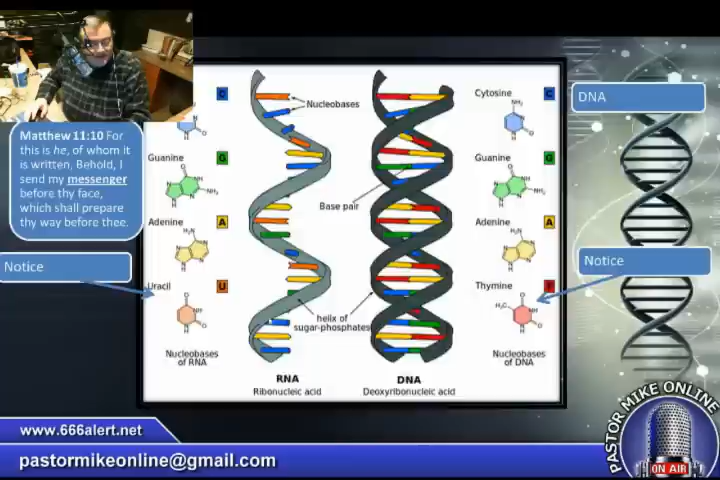 Matthew 11:10 For
this is he, of whom it
is written, Behold, I
send my messenger
before thy face,
which shall prepare
thy way before thee.
Notice
C
Guanine
G
Adenine
A
Uracil
U
Nucleobases
of RNA
Nucleobases
Base pair
helix of
sugar-phosphates
RNA
Ribonucleic acid
DNA
Deoxyribonucleic acid
Cytosine
C
Guanine
G
Adenine
A
Thymine
T
Nucleobases
of DNA
DNA
Notice
www.666alert.net
pastormikeonline@gmail.com
PASTOR MIKE ONLINE
ON AIR